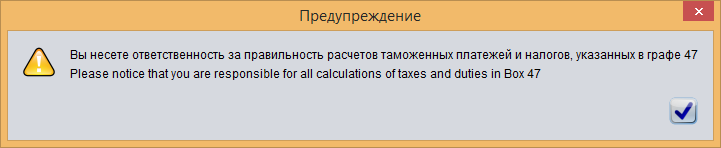 Предупреждение
Вы несете ответственность за правильность расчетов таможенных платежей и налогов, указанных в графе 47
Please notice that you are responsible for all calculations of taxes and duties in Box 47